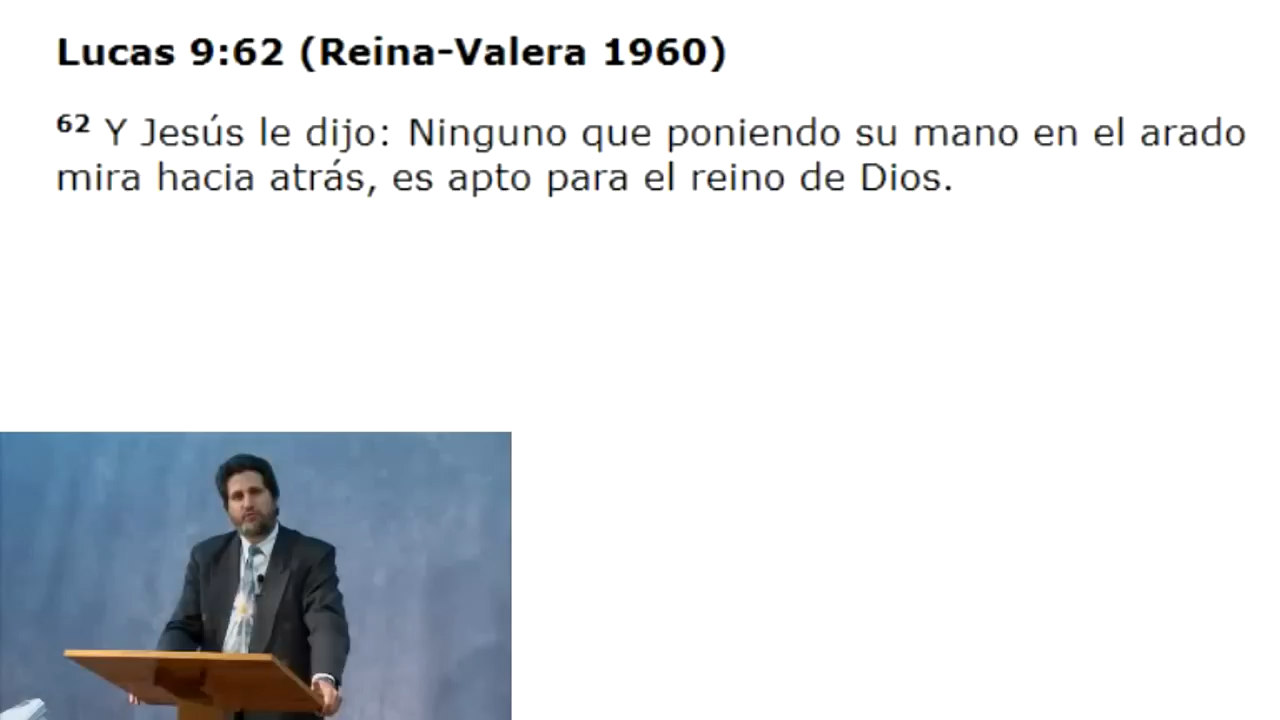 Lucas 9:62 (Reina-Valera 1960)
62 Y Jesús le dijo: Ninguno que poniendo su mano en el arado
mira hacia atrás, es apto para el reino de Dios.